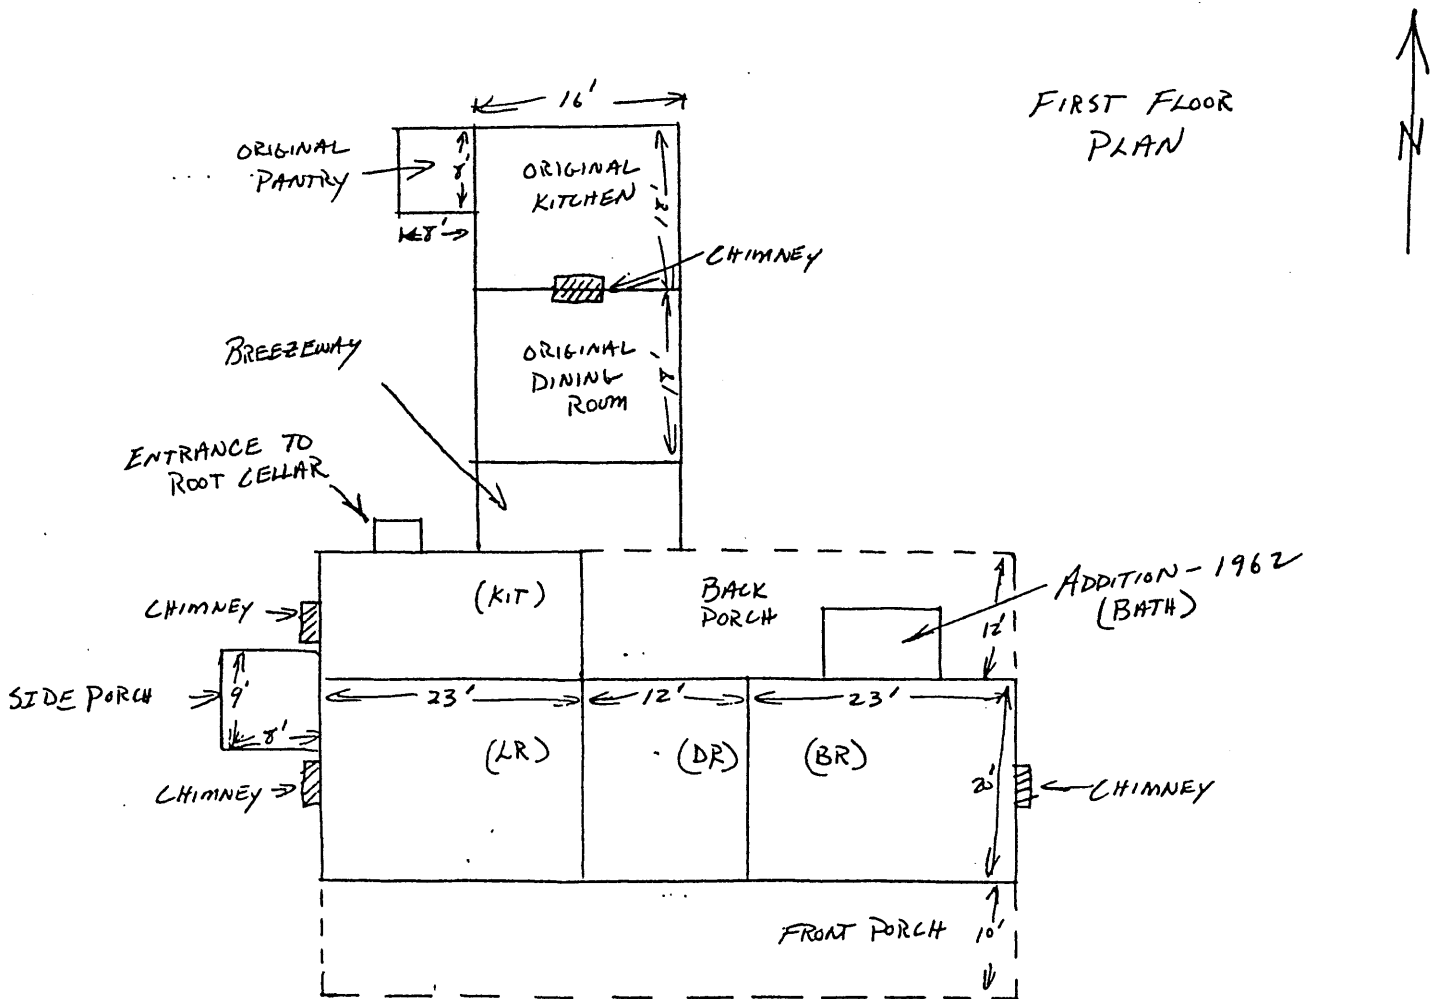 FIRST FLOOR
PLAN
N
16'
ORIGINAL
PANTRY
8'
8'
ORIGINAL
KITCHEN
18'
CHIMNEY
BREEZEWAY
ORIGINAL
DINING
ROOM
18'
ENTRANCE TO
ROOT CELLAR
(KIT)
BACK
PORCH
12'
ADDITION - 1962
(BATH)
CHIMNEY
SIDE PORCH
9'
8'
23'
12'
23'
(LR)
(DR)
(BR)
20'
CHIMNEY
CHIMNEY
FRONT PORCH
10'